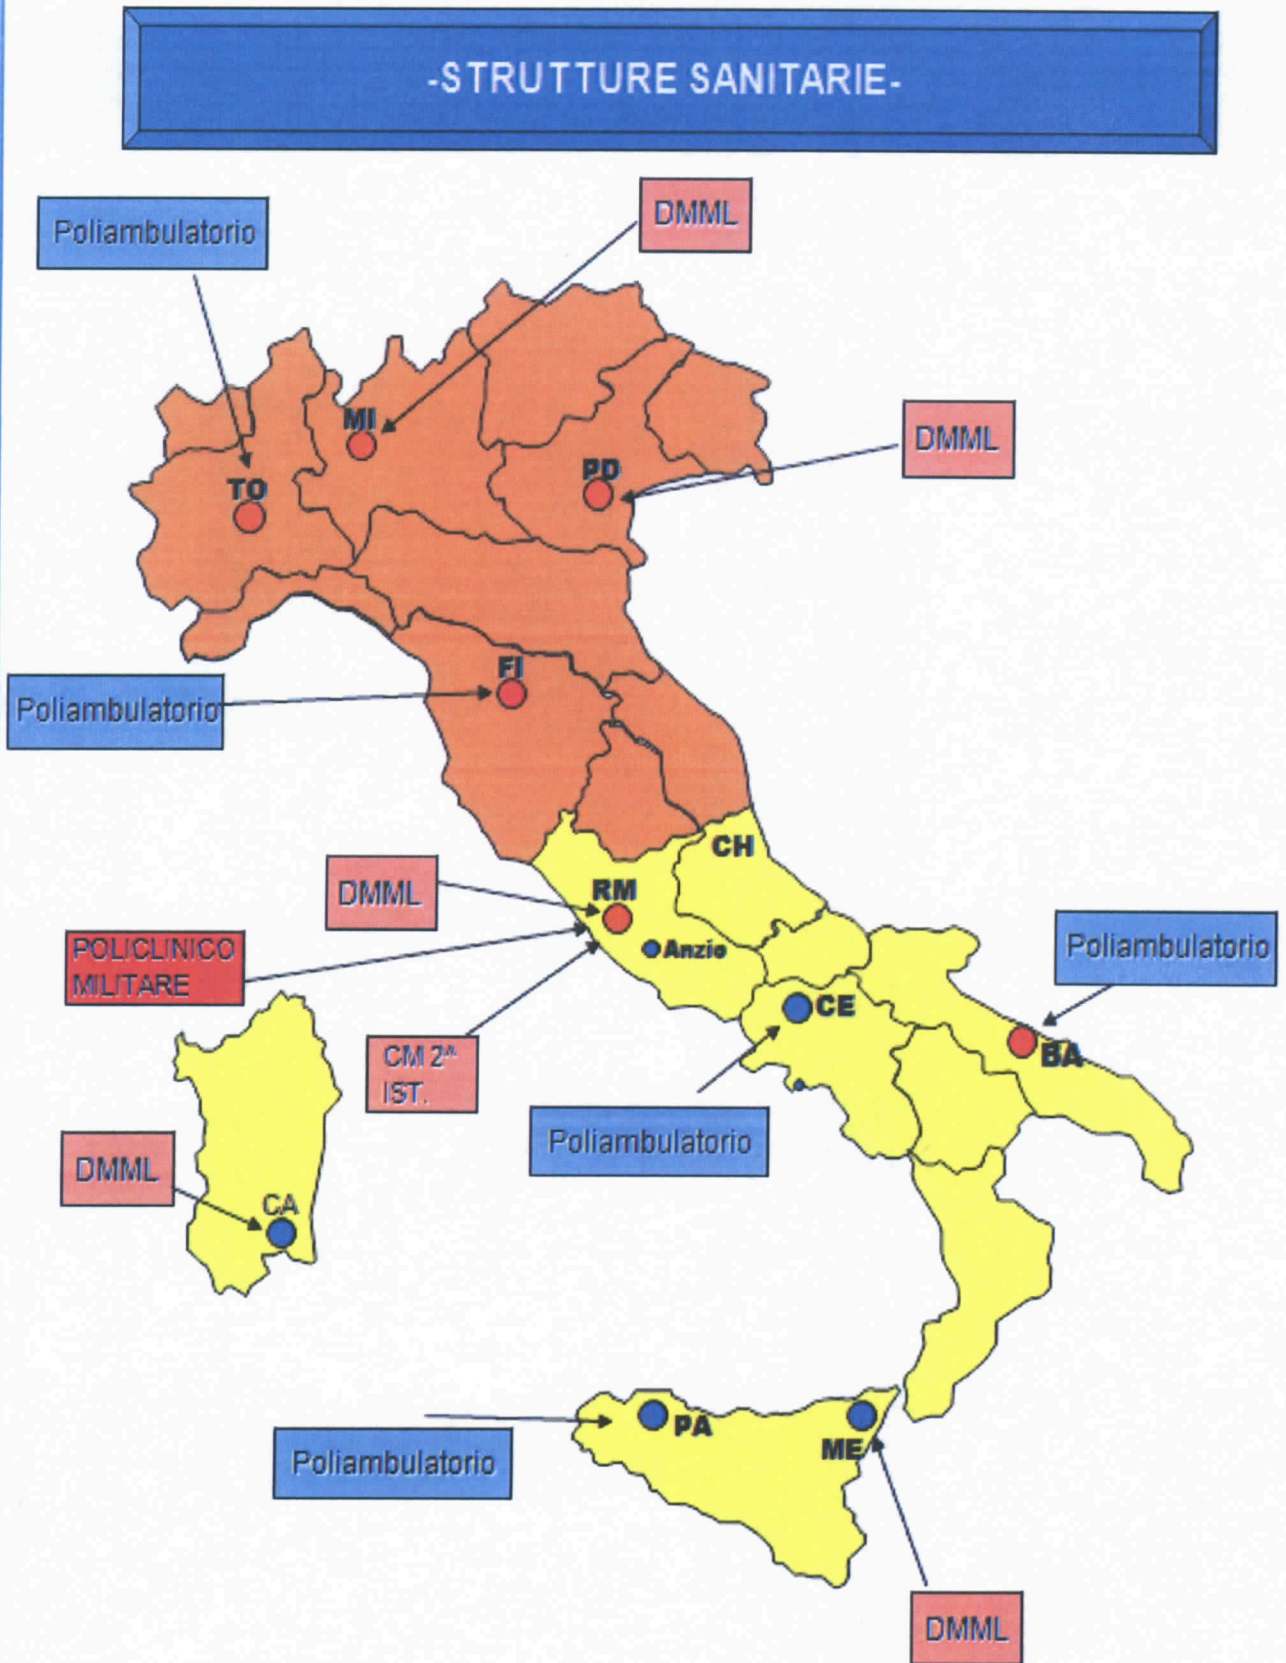 -STRUTTURE SANITARIE-
Poliambulatorio
DMML
MI
DMML
PD
TO
FI
Poliambulatorio
CH
DMML
RM
Anzio
POLICLINICO
MILITARE
Poliambulatorio
CE
BA
CM 2^
IST.
Poliambulatorio
DMML
CA
PA
ME
Poliambulatorio
DMML